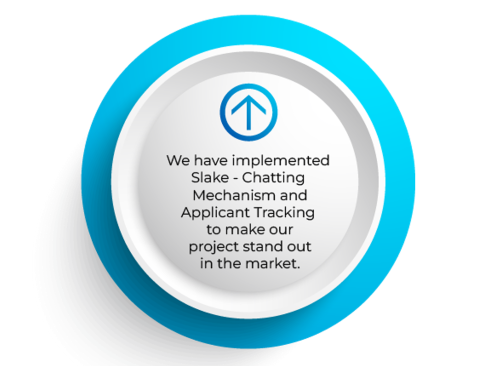 We have implemented
Slake - Chatting
Mechanism and
Applicant Tracking
to make our
project stand out
in the market.